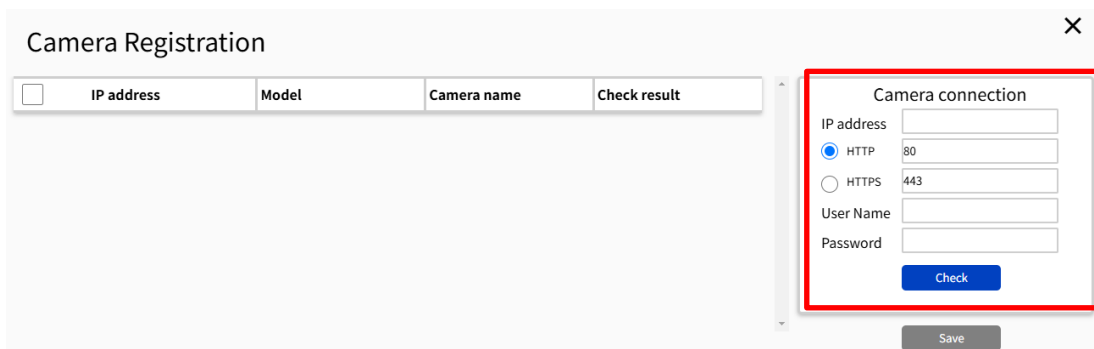 Camera Registration
IP address Model Camera name Check result
Camera connection
IP address
HTTP 80
HTTPS 443
User Name
Password
Check
Save